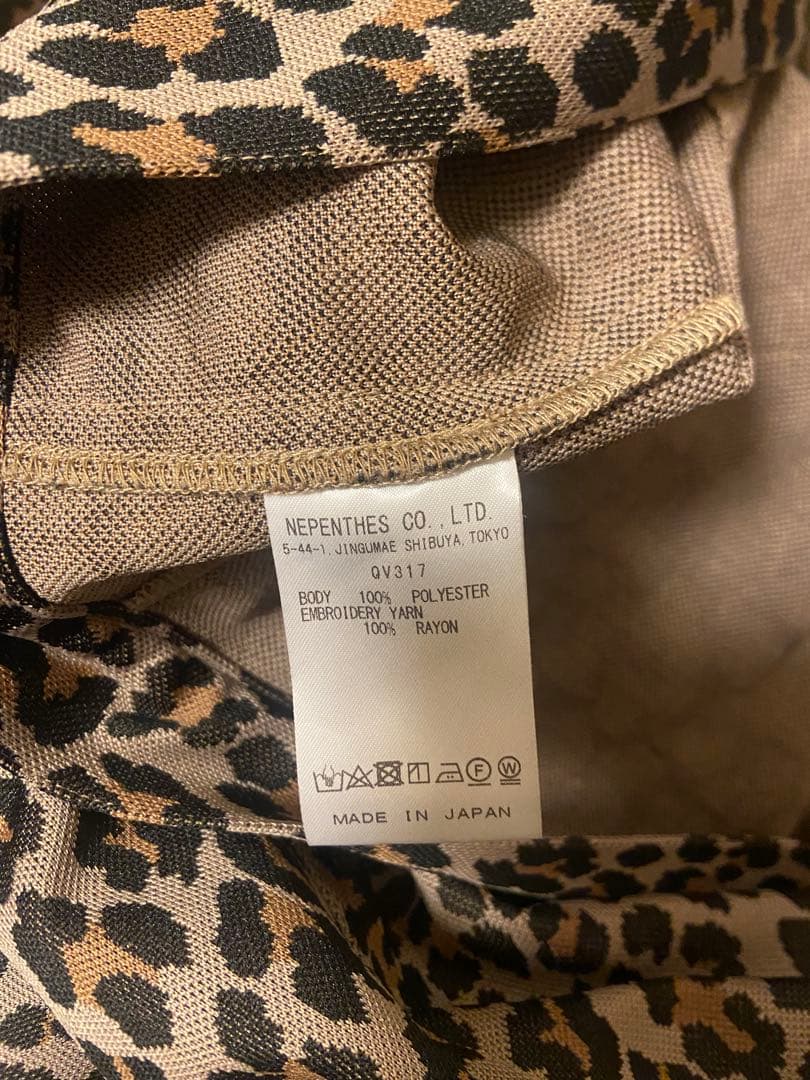 NEPENTHES CO.,LTD.
5-44-1, JINGUMAE SHIBUYA, TOKYO
QV317
BODY 100% POLYESTER
EMBROIDERY YARN
100% RAYON
F W
MADE IN JAPAN